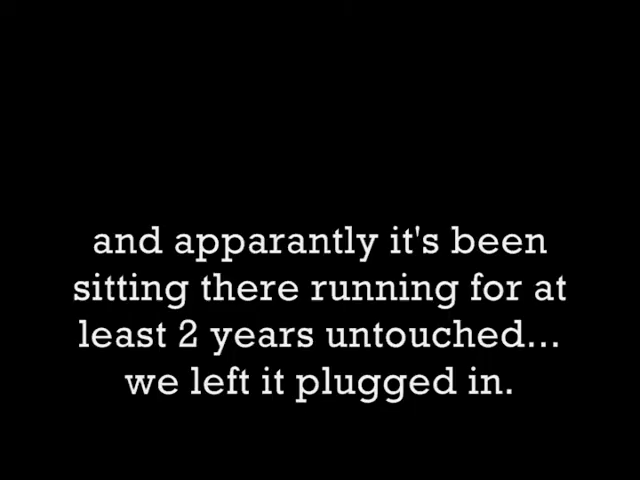 and apparantly it's been
sitting there running for at
least 2 years untouched...
we left it plugged in.